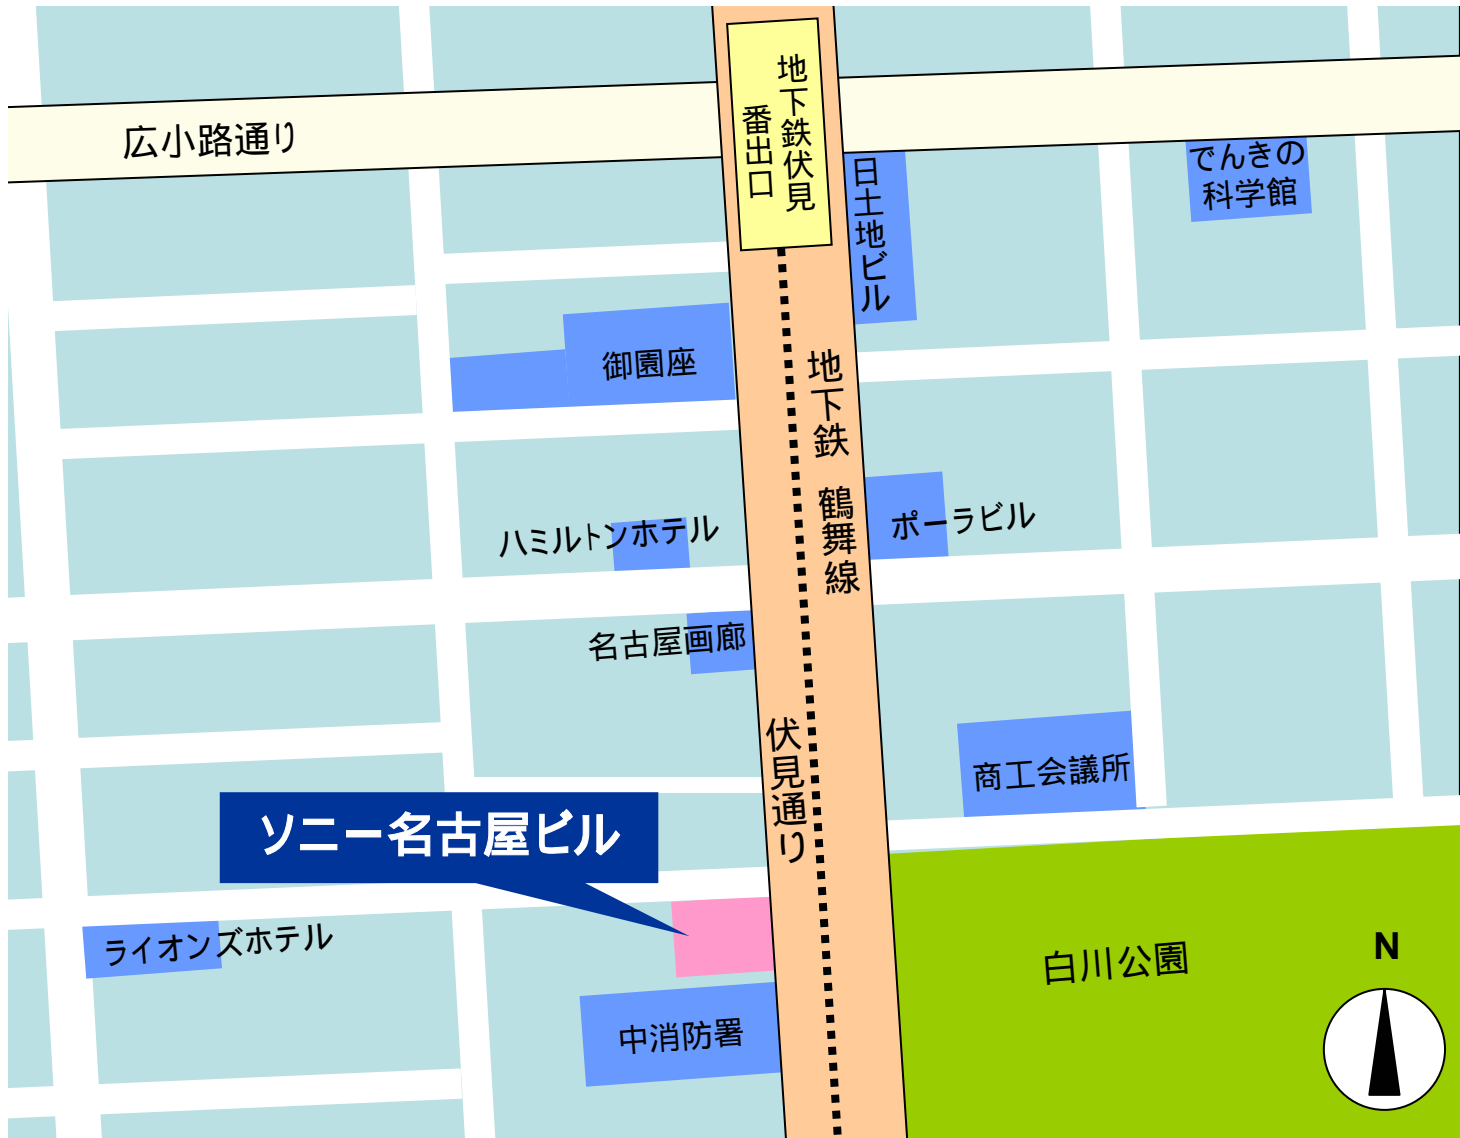 広小路通り
地下鉄伏見
番出口
日土地ビル
でんきの
科学館
御園座
地下鉄 鶴舞線
ハミルトンホテル
ポーラビル
名古屋画廊
伏見通り
商工会議所
ソニー名古屋ビル
ライオンズホテル
白川公園
N
中消防署